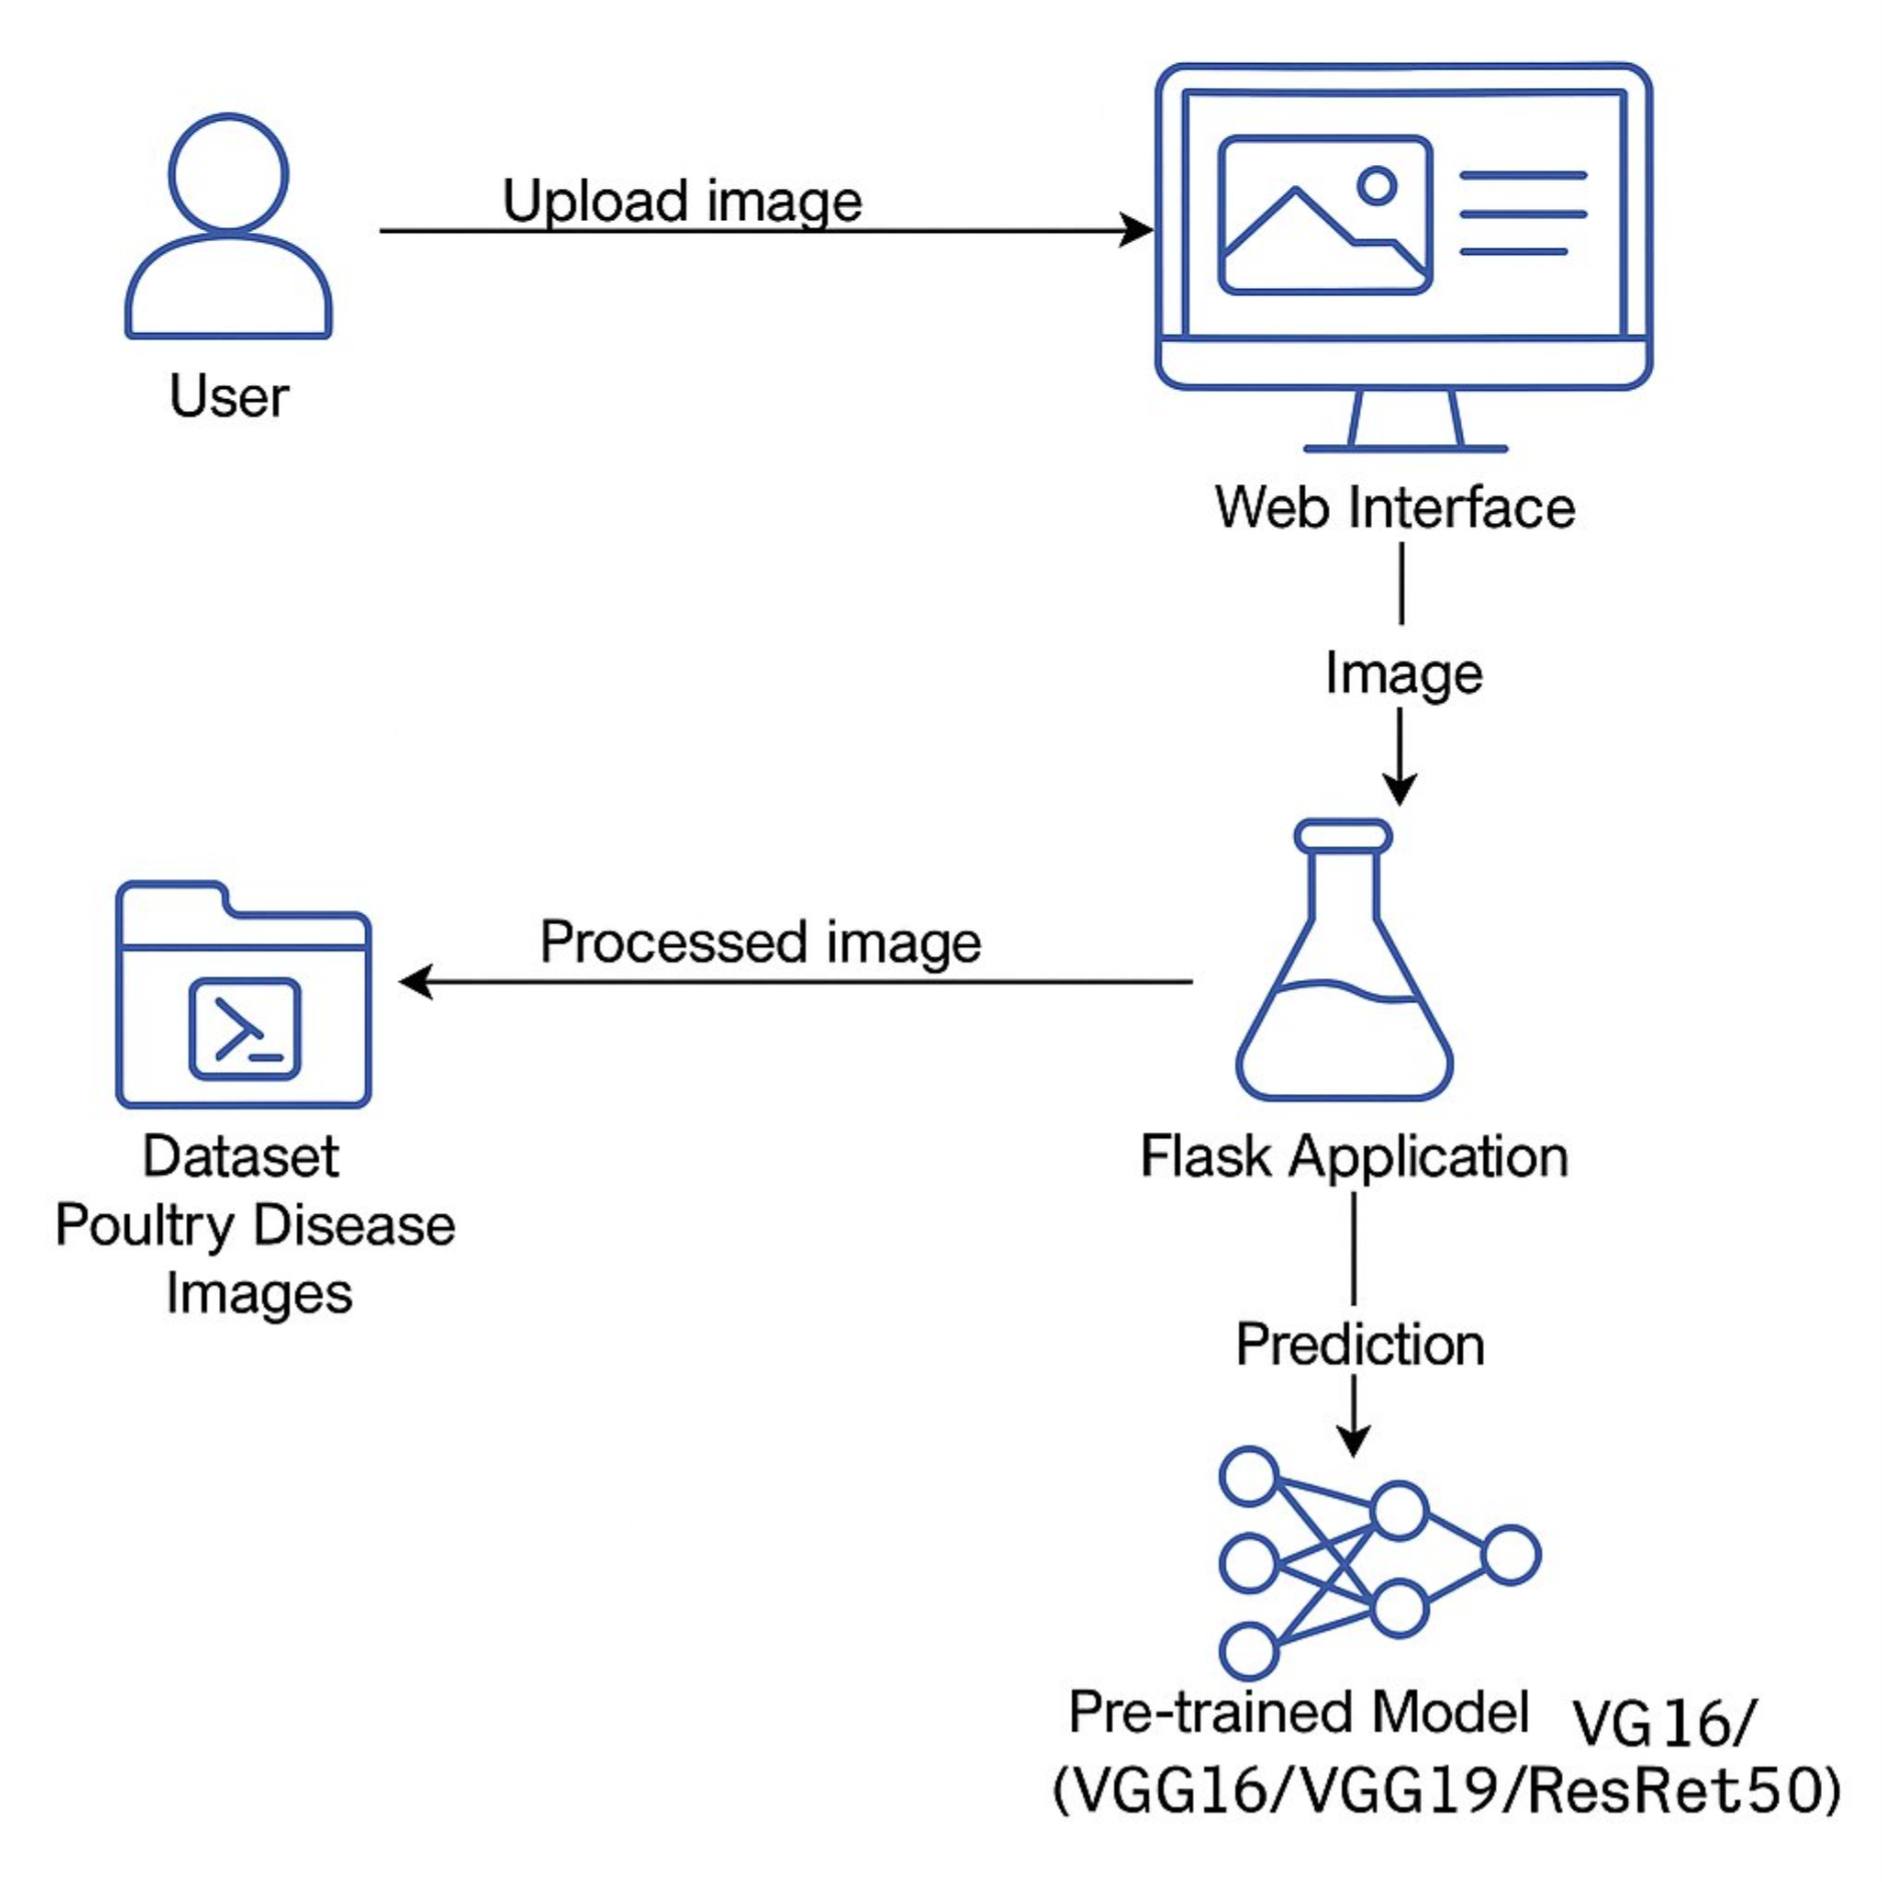 Upload image
User
Web Interface
Image
Processed image
Dataset
Poultry Disease
Images
Flask Application
Prediction
Pre-trained Model VG16/
(VGG16/VGG19/ResRet50)